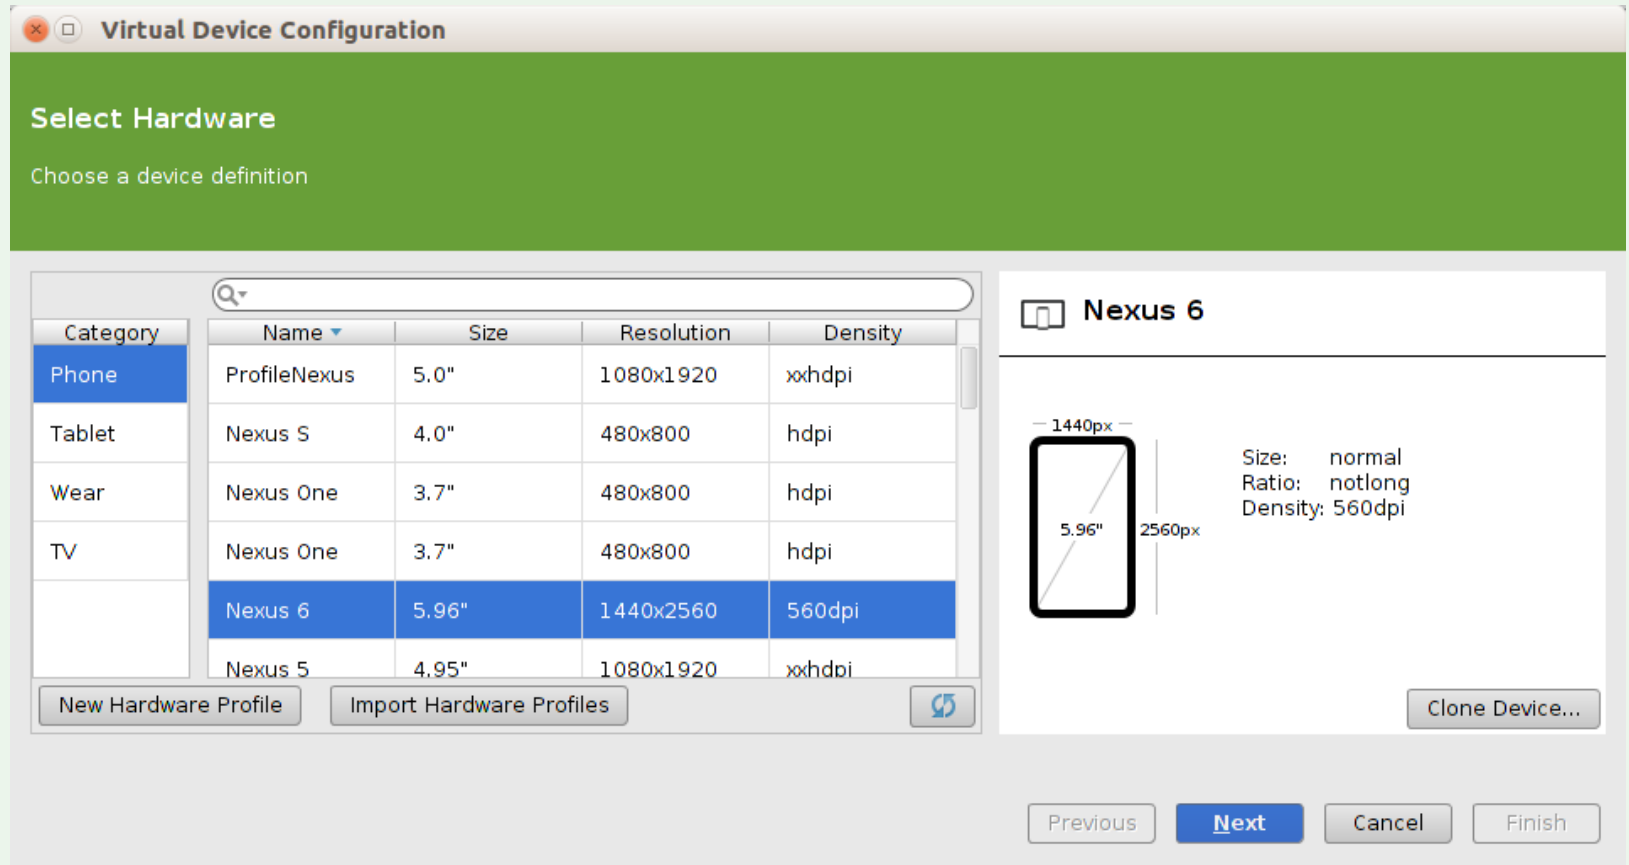 Virtual Device Configuration
Select Hardware
Choose a device definition
Category
Phone
Tablet
Wear
TV
Name Size Resolution Density
ProfileNexus 5.0" 1080x1920 xxhdpi
Nexus S 4.0" 480x800 hdpi
Nexus One 3.7" 480x800 hdpi
Nexus One 3.7" 480x800 hdpi
Nexus 6 5.96" 1440x2560 560dpi
Nexus 5 4.95" 1080x1920 xxhdpi
New Hardware Profile Import Hardware Profiles
Nexus 6
1440px
5.96"
2560px
Size: normal
Ratio: notlong
Density: 560dpi
Clone Device...
Previous Next Cancel Finish